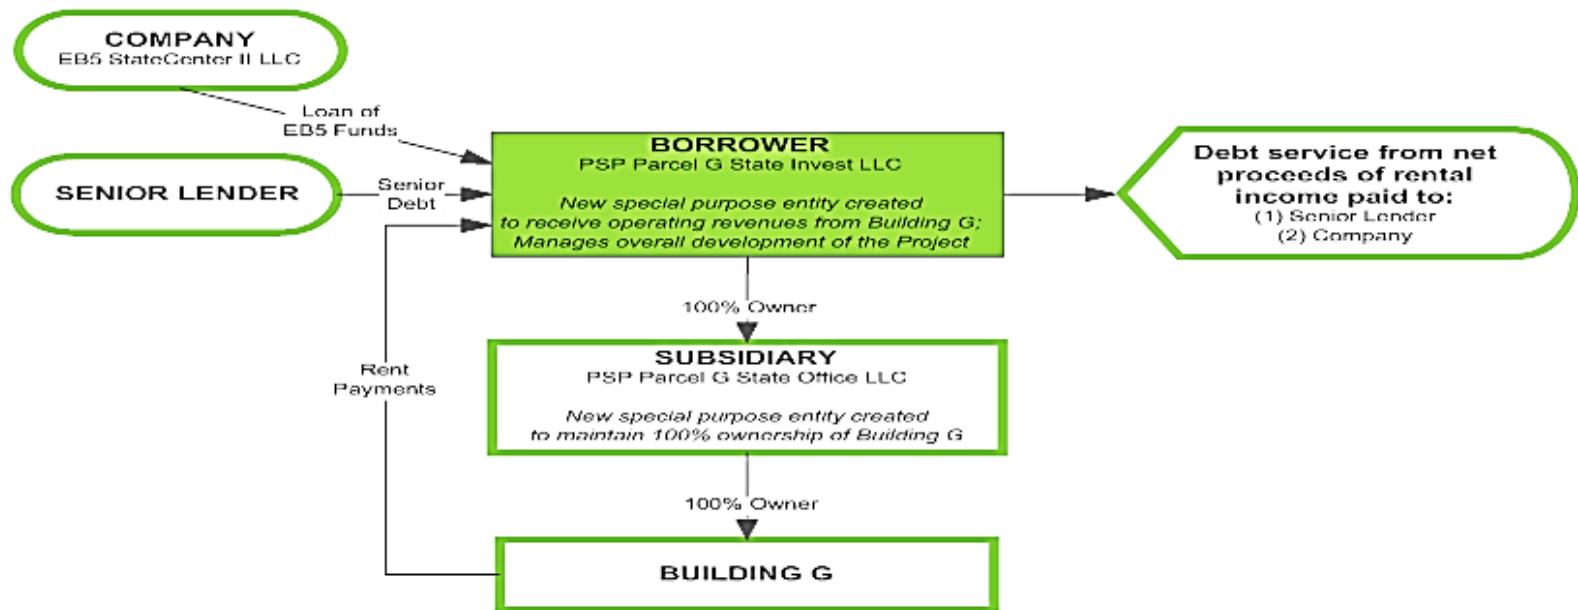 COMPANY
EB5 StateCenter II LLC
Loan of
EB5 Funds
SENIOR LENDER
Senior
Debt
BORROWER
PSP Parcel G State Invest LLC
New special purpose entity created
to receive operating revenues from Building G;
Manages overall development of the Project
Debt service from net
proceeds of rental
income paid to:
(1) Senior Lender
(2) Company
100% Owner
SUBSIDIARY
PSP Parcel G State Office LLC
New special purpose entity created
to maintain 100% ownership of Building G
Rent
Payments
100% Owner
BUILDING G